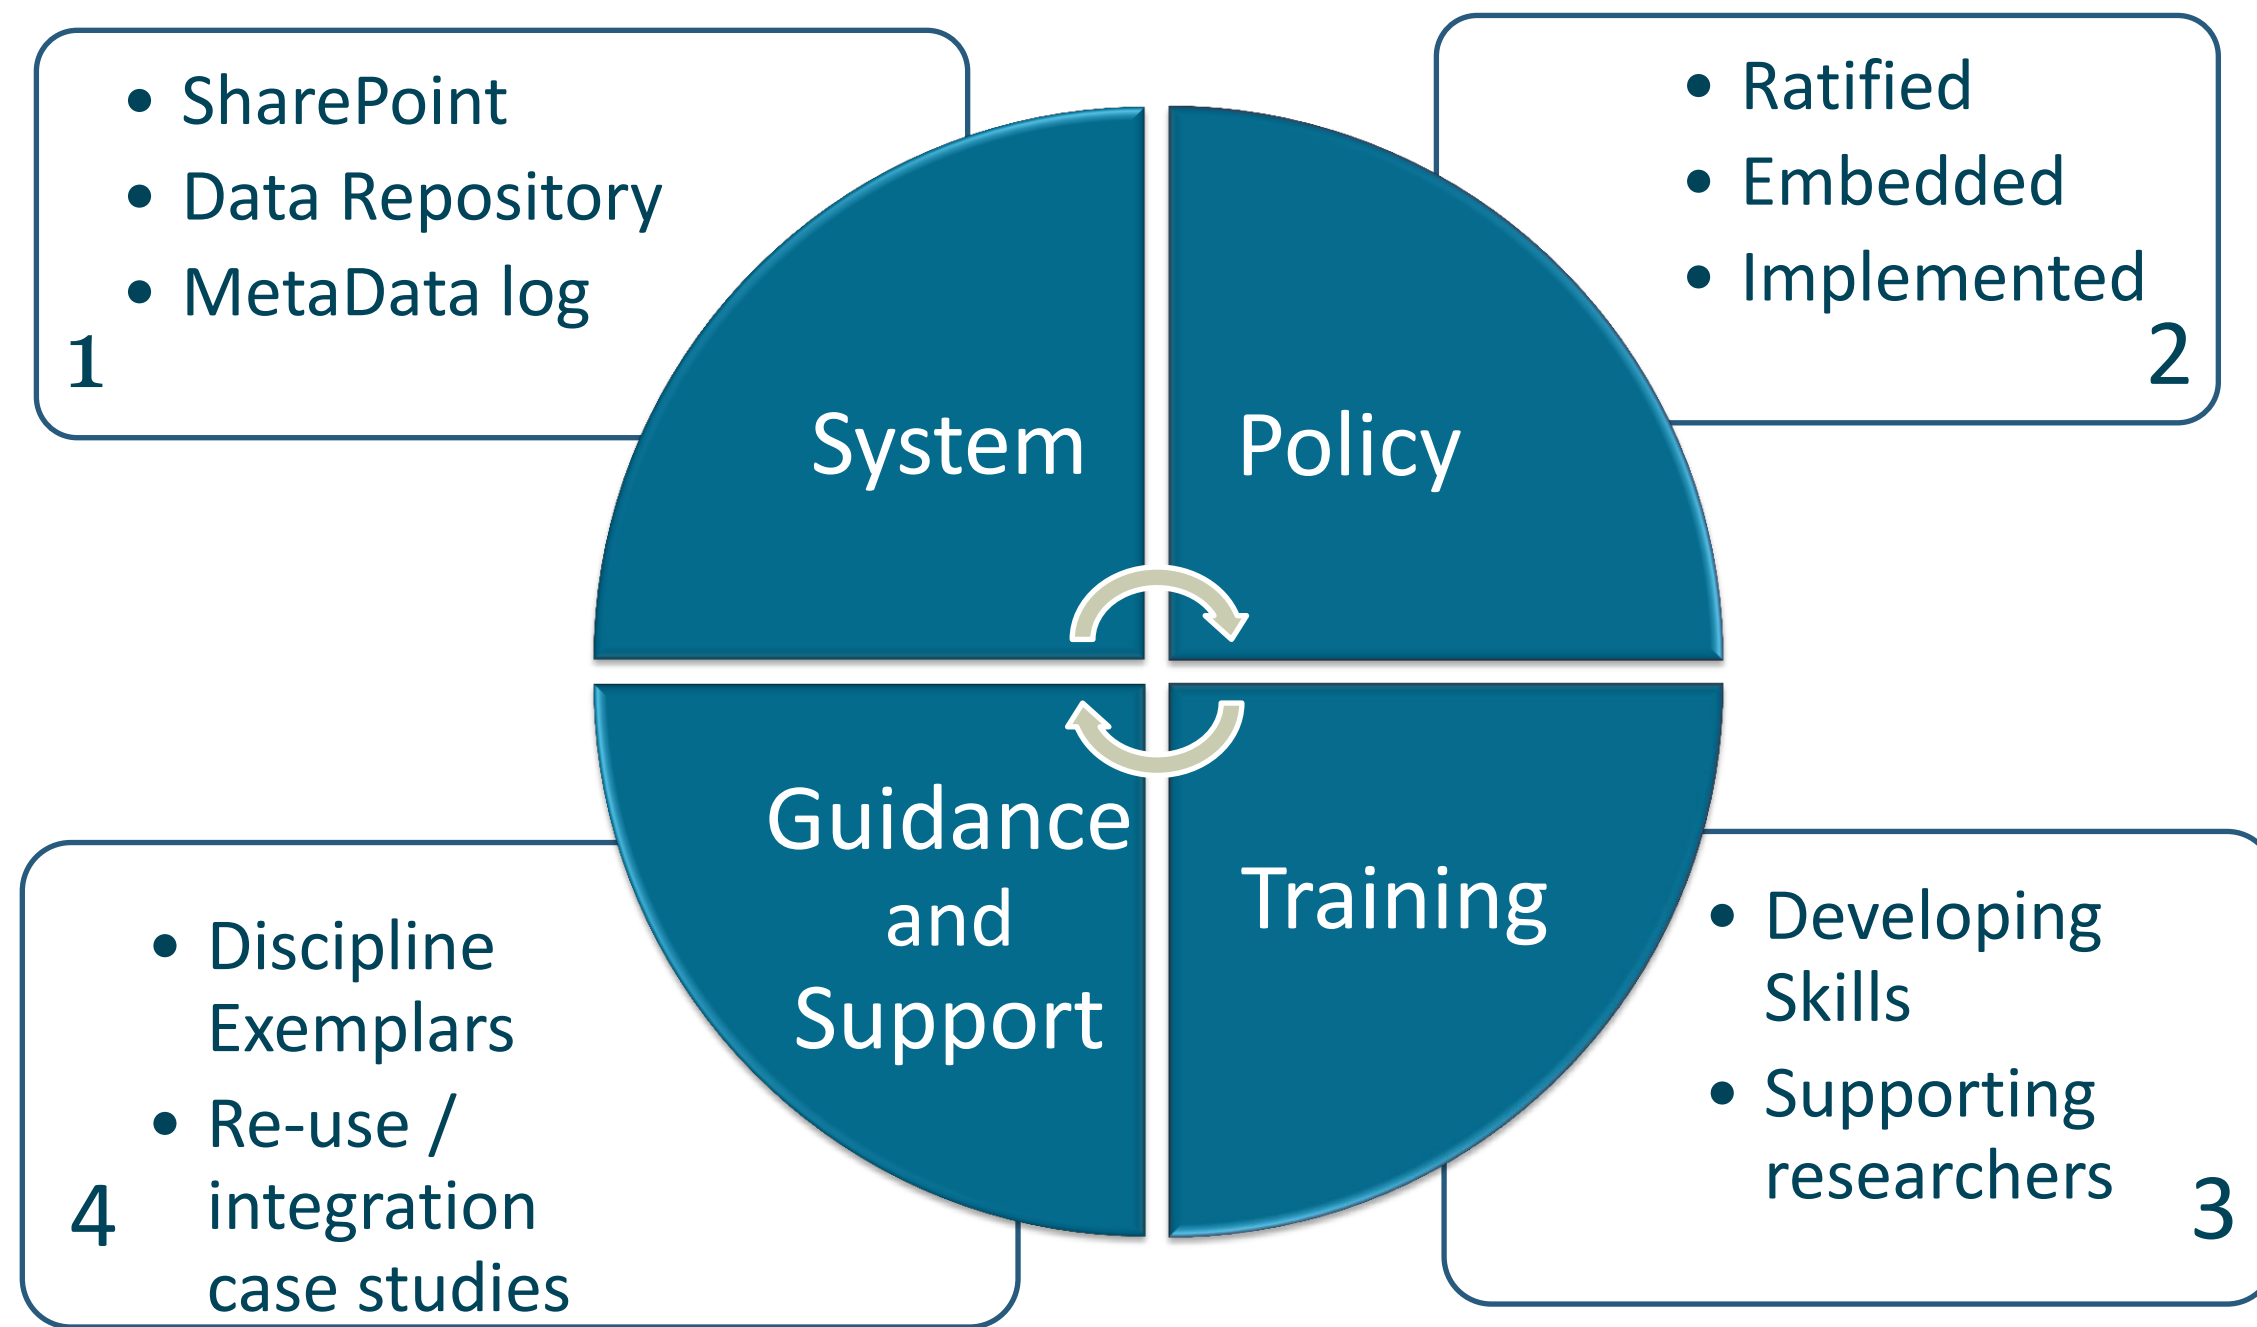 • SharePoint
• Data Repository
• MetaData log
1
System
• Ratified
• Embedded
• Implemented
2
Policy
Training
• Developing
Skills
• Supporting
researchers
3
Guidance
and
Support
• Discipline
Exemplars
• Re-use /
integration
case studies
4